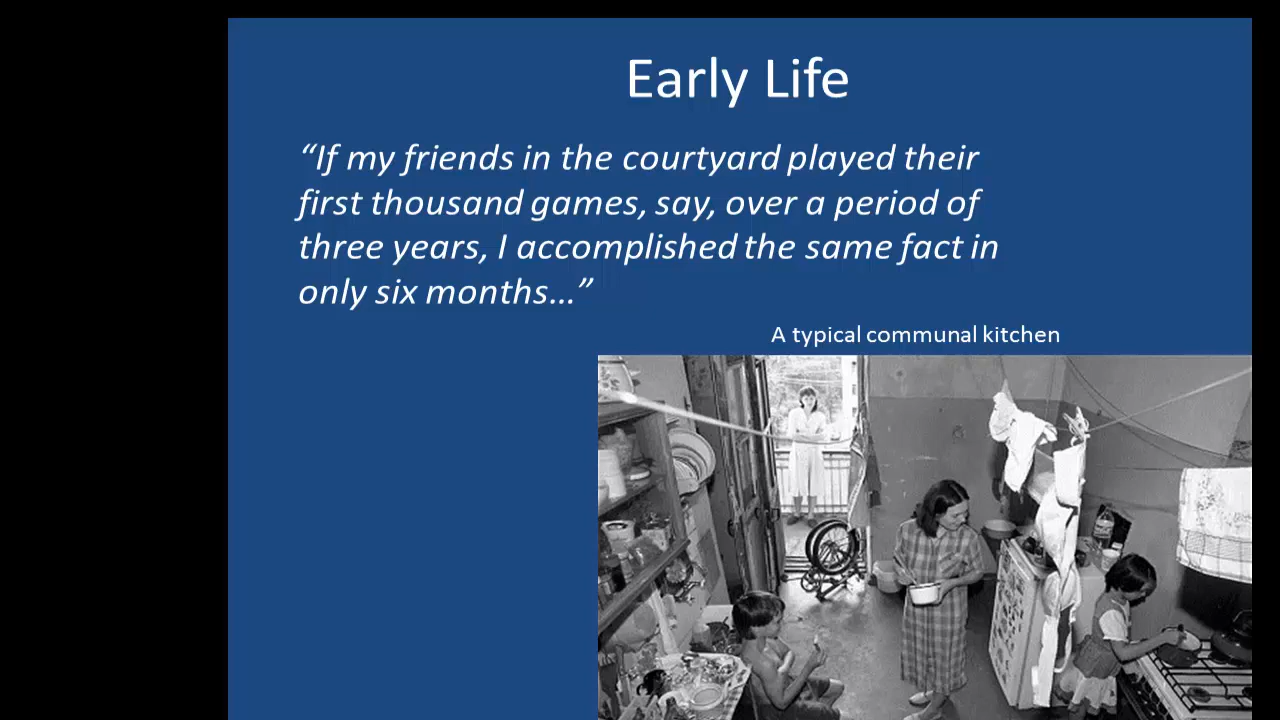 Early Life
“If my friends in the courtyard played their
first thousand games, say, over a period of
three years, I accomplished the same fact in
only six months…”
A typical communal kitchen